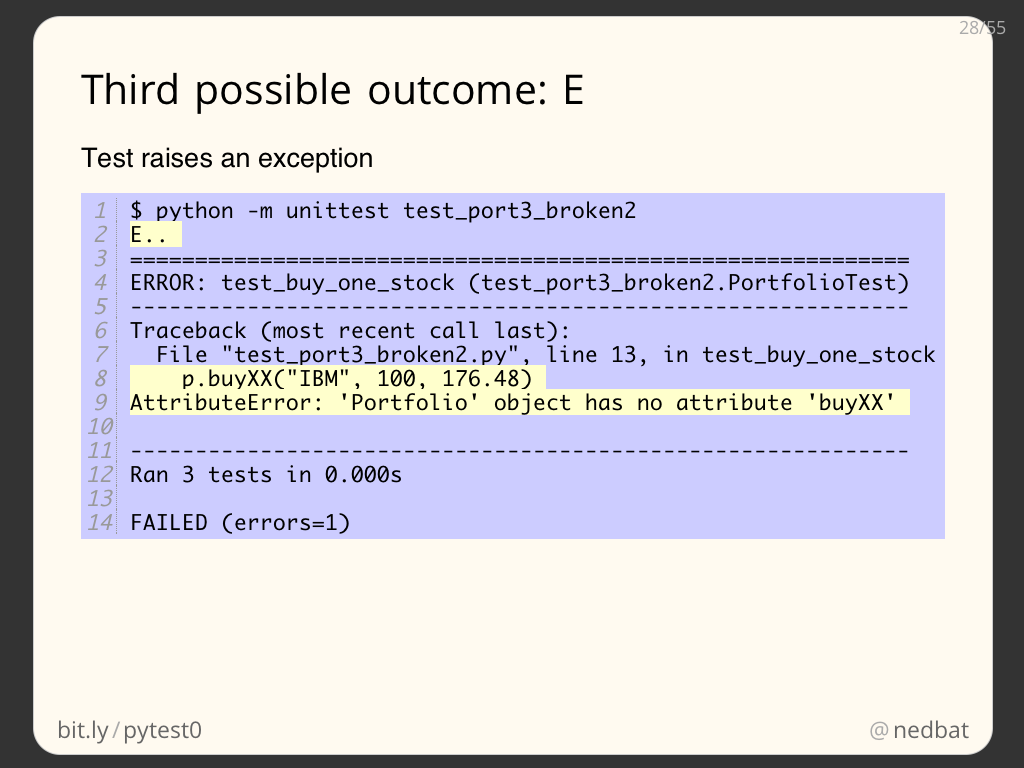 28/55
Third possible outcome: E
Test raises an exception
1 $ python -m unittest test_port3_broken2
2 E..
3 ============================================================
4 ERROR: test_buy_one_stock (test_port3_broken2.PortfolioTest)
5 ------------------------------------------------------------
6 Traceback (most recent call last):
7   File "test_port3_broken2.py", line 13, in test_buy_one_stock
8     p.buyXX("IBM", 100, 176.48)
9 AttributeError: 'Portfolio' object has no attribute 'buyXX'
10
11 ------------------------------------------------------------
12 Ran 3 tests in 0.000s
13
14 FAILED (errors=1)
bit.ly/pytest0
@nedbat